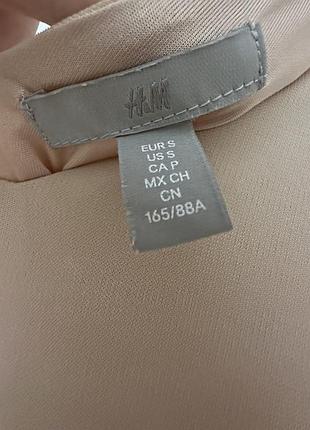 H&M
EUR S
US S
CA P
MX CH
CN
165/88A